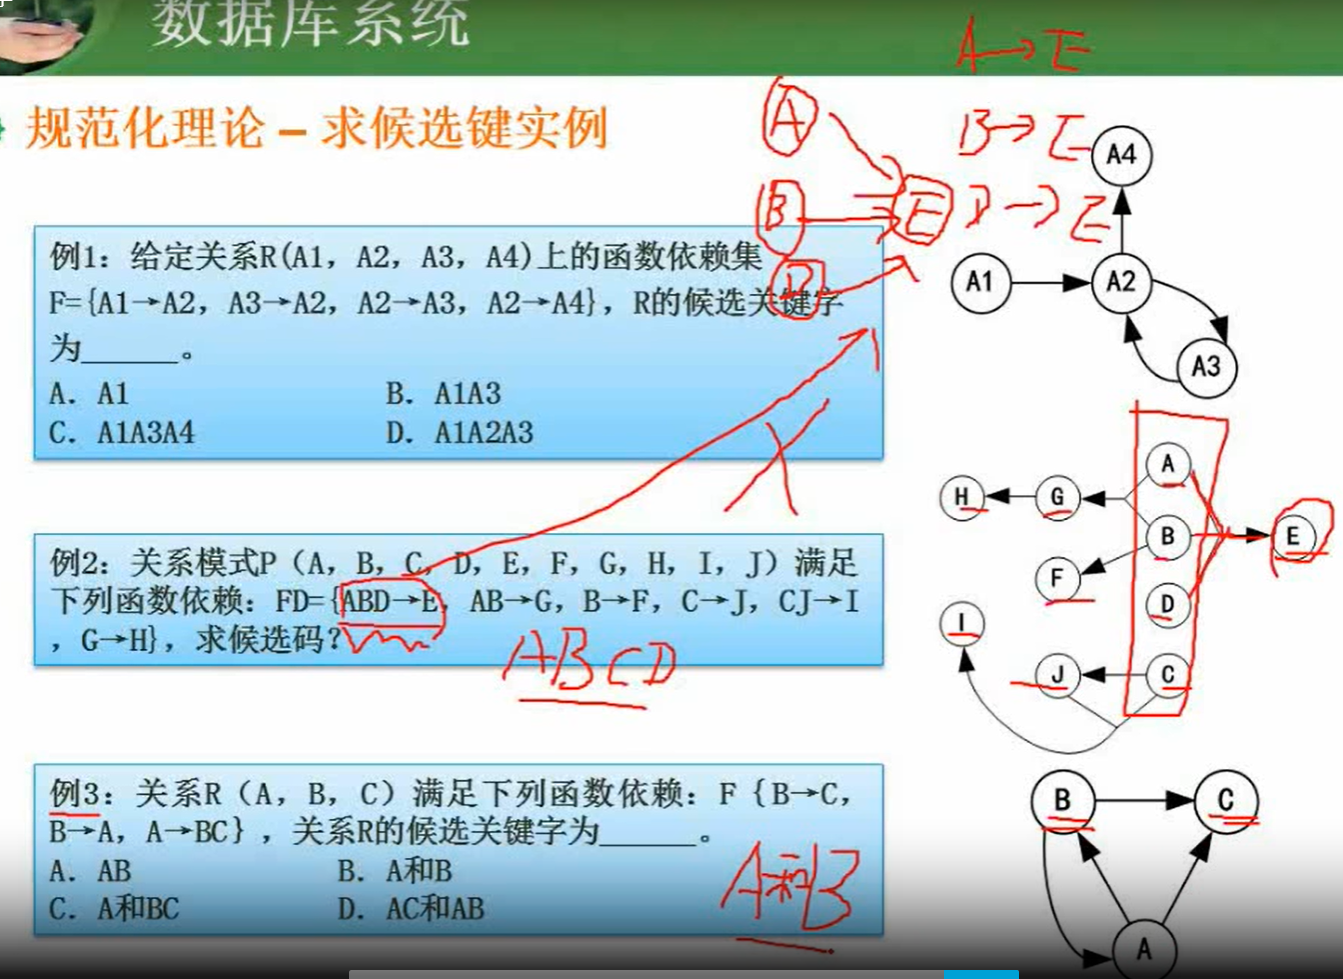 数据库系统
规范化理论 – 求候选键实例
A→E
B→E
D→E
A
B
D
E
例1：给定关系R(A1，A2，A3，A4)上的函数依赖集
F={A1→A2，A3→A2，A2→A3，A2→A4}，R的候选关键字
为______。
A. A1 B. A1A3
C. A1A3A4 D. A1A2A3
A4
A1 A2
A3
例2：关系模式P（A，B，C，D，E，F，G，H，I，J）满足
下列函数依赖：FD={ABD→E，AB→G，B→F，C→J，CJ→I
，G→H}，求候选码？
ABCD
A
H G
B E
F
D
I
J C
例3：关系R（A，B，C）满足下列函数依赖：F｛B→C，
B→A，A→BC｝，关系R的候选关键字为______。
A. AB B. A和B
C. A和BC D. AC和AB
A和B
B C
A